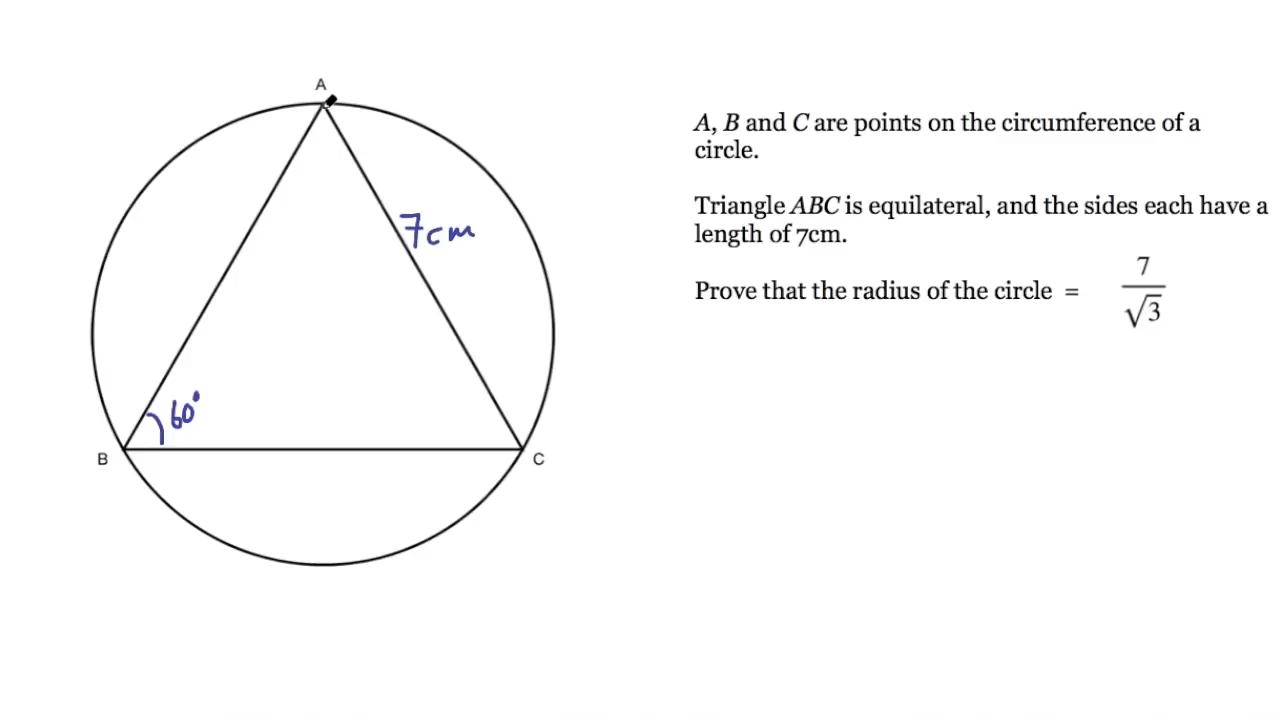 A
A, B and C are points on the circumference of a
circle.
Triangle ABC is equilateral, and the sides each have a
length of 7cm.
Prove that the radius of the circle = 7/√3
7cm
60°
B
C